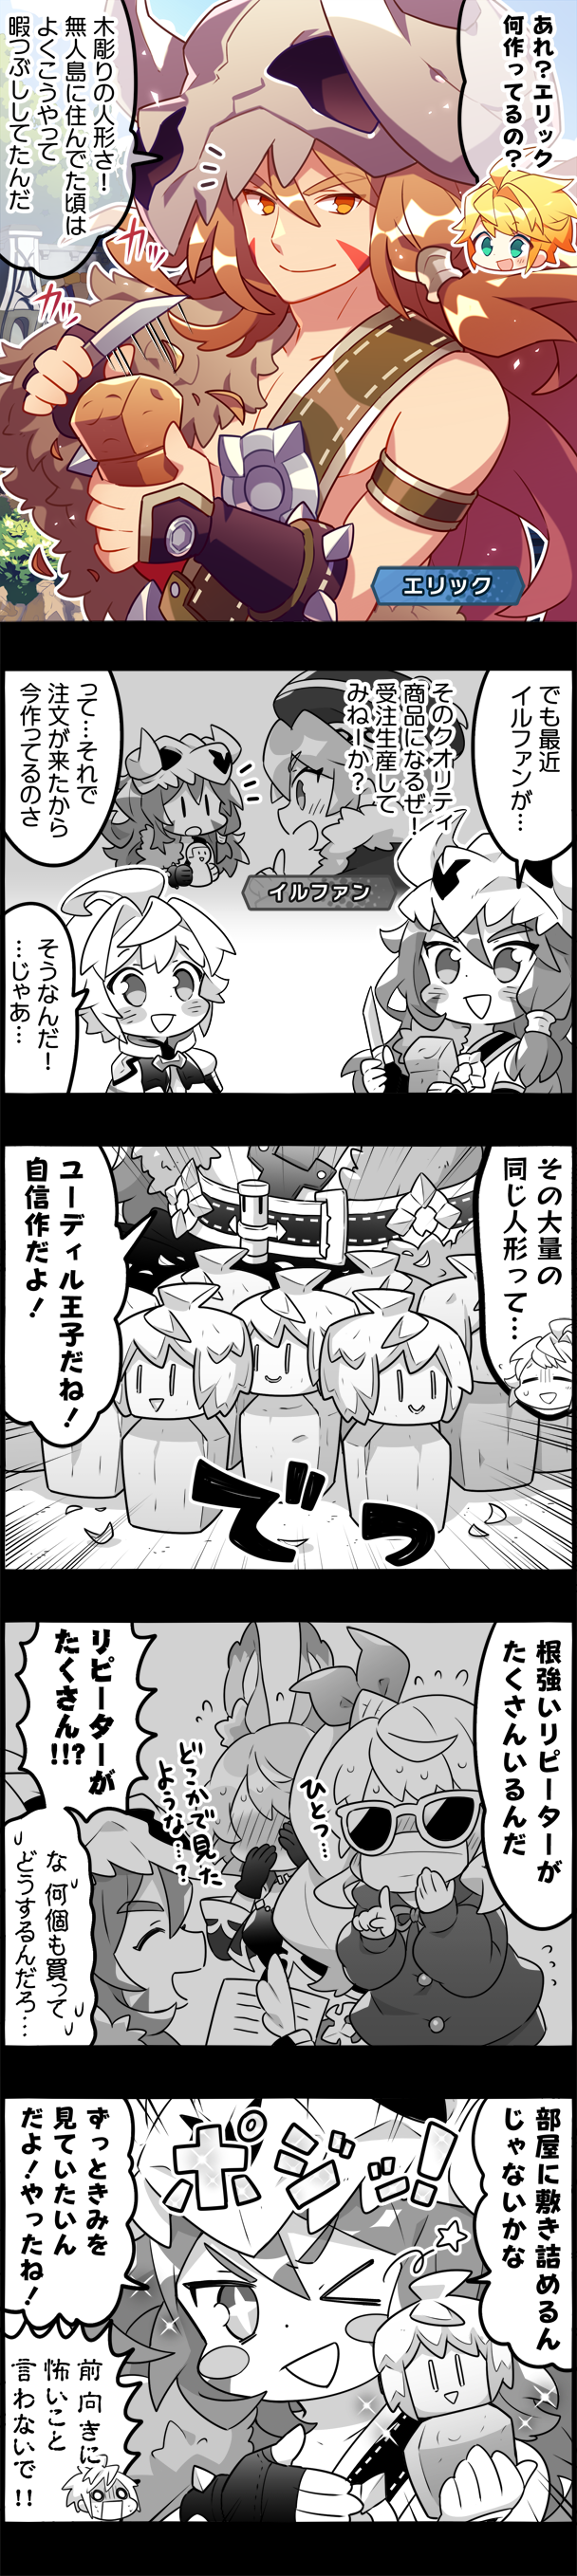 あれ？エリック
何作ってるの？
木彫りの人形さ！
無人島に住んでた頃は
よくこうやって
暇つぶししてたんだ
カッ
カッ
エリック
でも最近
イルファンが…
そのクオリティ
商品になるぜ！
受注生産して
みねーか？
イルファン
って…それで
注文が来たから
今作ってるのさ
そうなんだ！
…じゃあ…
その大量の
同じ人形って…
ユーディル王子だね！
自信作だよ！
でっ
根強いリピーターが
たくさんいるんだ
ひとつ…
どこかで見た
ような…？
リピーターが
たくさん!!?
な 何個も買って
どうするんだろ…
部屋に敷き詰めるん
じゃないかな
ポジッ！
ずっときみを
見ていたいん
だよ！やったね！
前向きに
怖いこと
言わないで!!